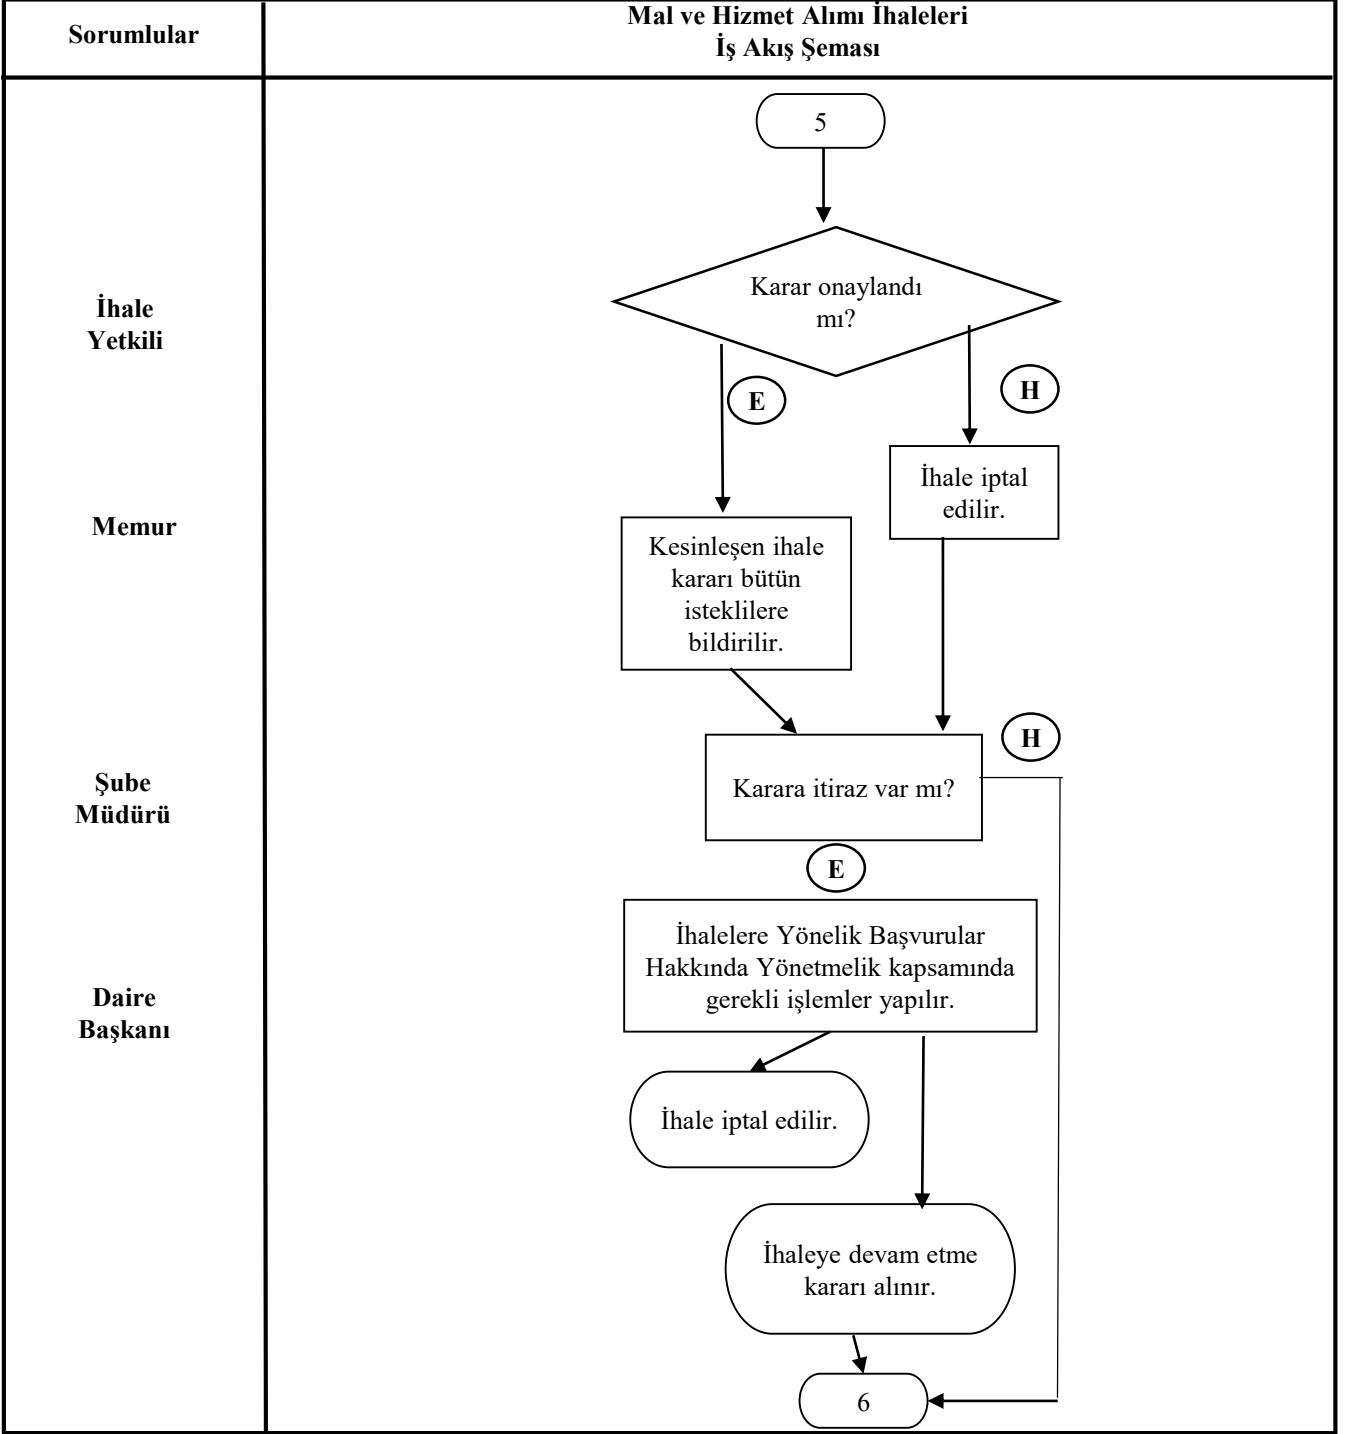 Sorumlular
Mal ve Hizmet Alımı İhaleleri
İş Akış Şeması
5
İhale
Yetkili
Karar onaylandı
mı?
E
H
Memur
İhale iptal
edilir.
Kesinleşen ihale
kararı bütün
isteklilere
bildirilir.
Şube
Müdürü
H
Karara itiraz var mı?
E
Daire
Başkanı
İhalelere Yönelik Başvurular
Hakkında Yönetmelik kapsamında
gerekli işlemler yapılır.
İhale iptal edilir.
İhaleye devam etme
kararı alınır.
6